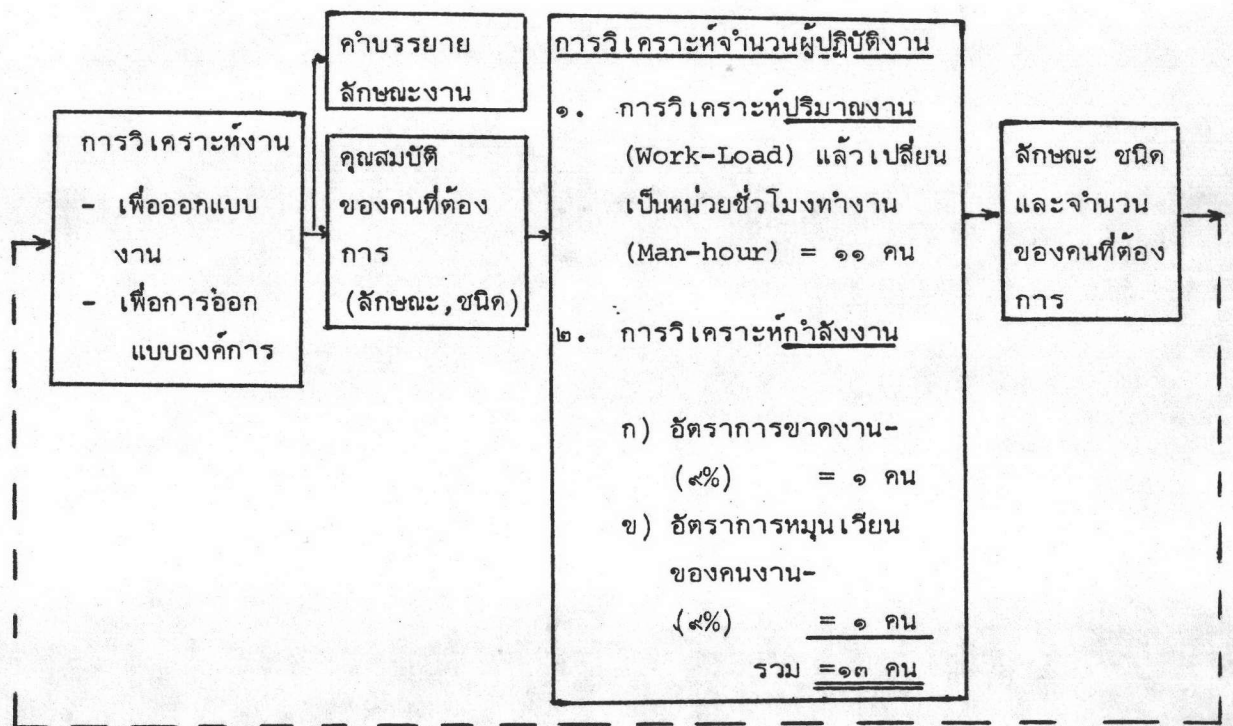 การวิเคราะห์งาน
- เพื่อออกแบบ
งาน
- เพื่อการออก
แบบองค์การ
คำบรรยาย
ลักษณะงาน
คุณสมบัติ
ของคนที่ต้อง
การ
(ลักษณะ,ชนิด)
การวิเคราะห์จำนวนผู้ปฏิบัติงาน
๑. การวิเคราะห์ปริมาณงาน
(Work-Load) แล้วเปลี่ยน
เป็นหน่วยชั่วโมงทำงาน
(Man-hour) = ๑๑ คน
๒. การวิเคราะห์กำลังงาน
ก) อัตราการขาดงาน-
(๙%) = ๑ คน
ข) อัตราการหมุนเวียน
ของคนงาน-
(๙%) = ๑ คน
รวม =๑๓ คน
ลักษณะ ชนิด
และจำนวน
ของคนที่ต้อง
การ